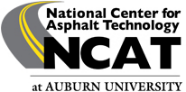 National Center for
Asphalt Technology
NCAT
at AUBURN UNIVERSITY